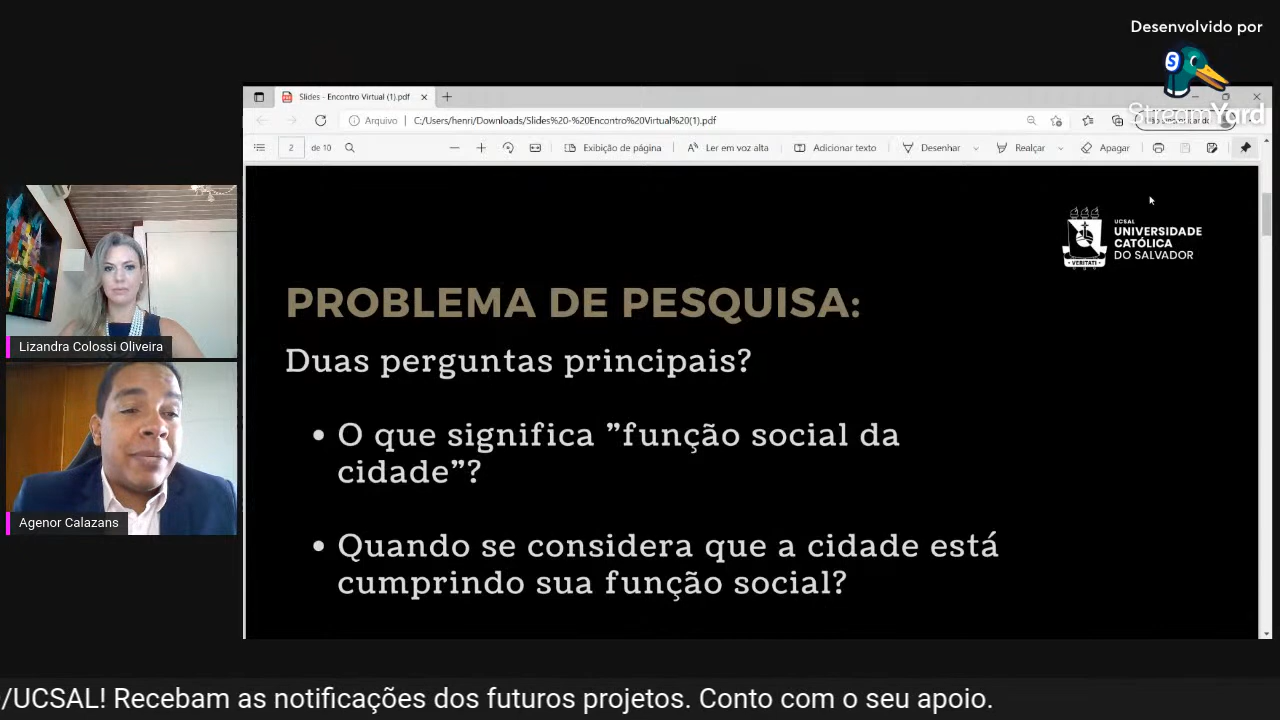 Desenvolvido por
S
StreamYard
Slides - Encontro Virtual (1).pdf
Arquivo
C:/Users/henri/Downloads/Slides%20-%20Encontro%20Virtual%20(1).pdf
2 de 10
Exibição de página
Ler em voz alta
Adicionar texto
Desenhar
Realçar
Apagar
UCSAL
UNIVERSIDADE
CATÓLICA
DO SALVADOR
VERITATI
PROBLEMA DE PESQUISA:
Duas perguntas principais?
• O que significa ”função social da
cidade”?
• Quando se considera que a cidade está
cumprindo sua função social?
Lizandra Colossi Oliveira
Agenor Calazans
/UCSAL! Recebam as notificações dos futuros projetos. Conto com o seu apoio.